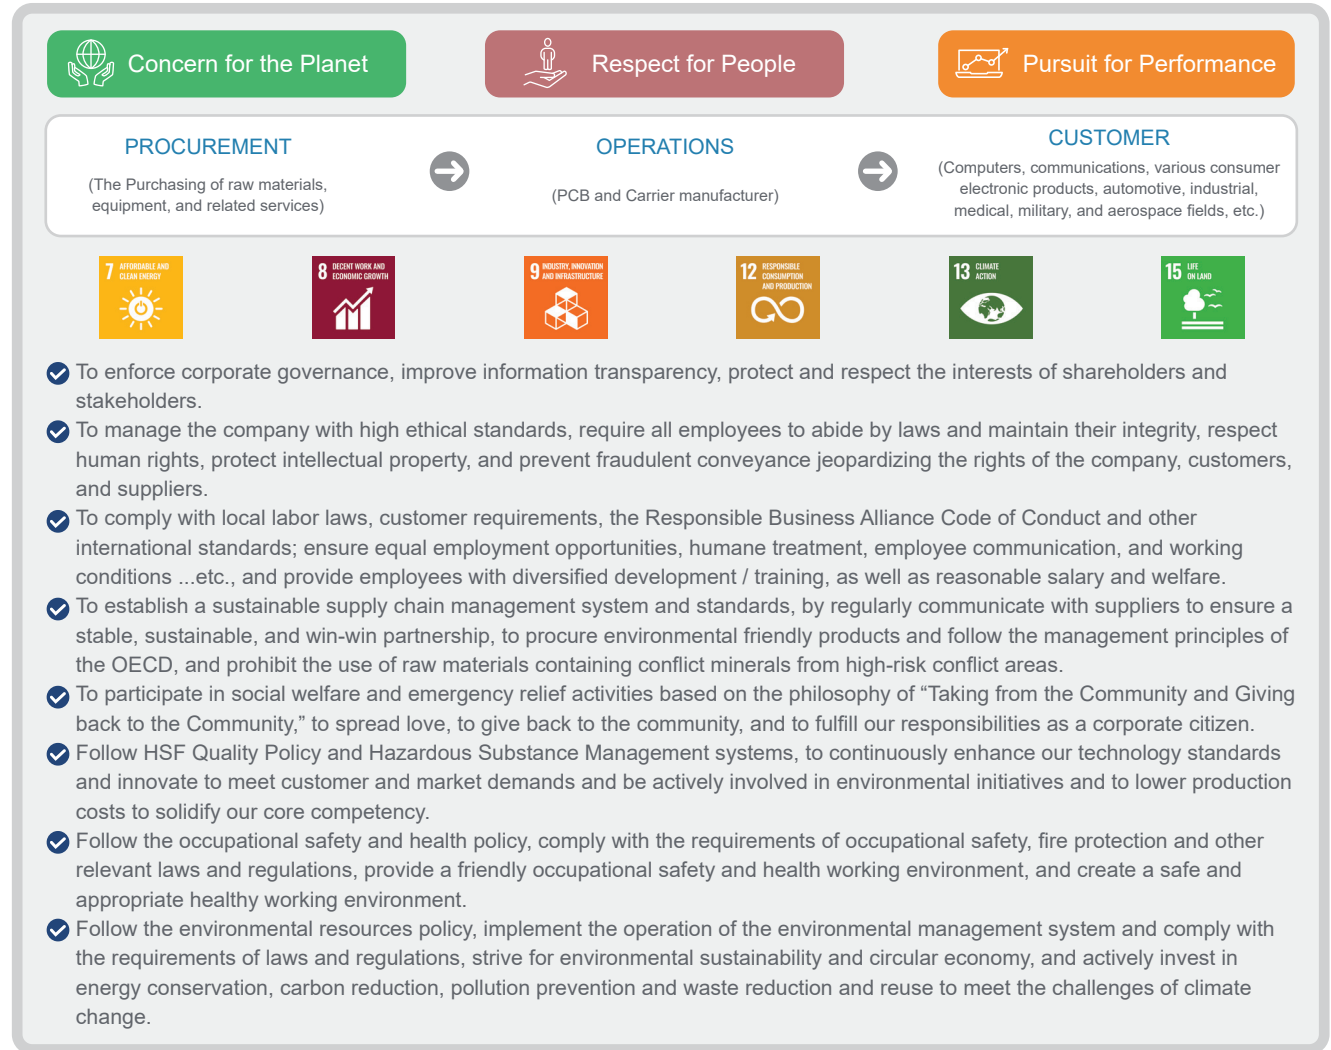 Concern for the Planet
Respect for People
Pursuit for Performance
PROCUREMENT
(The Purchasing of raw materials,
equipment, and related services)
OPERATIONS
(PCB and Carrier manufacturer)
CUSTOMER
(Computers, communications, various consumer
electronic products, automotive, industrial,
medical, military, and aerospace fields, etc.)
7 AFFORDABLE AND
CLEAN ENERGY
8 DECENT WORK AND
ECONOMIC GROWTH
9 INDUSTRY, INNOVATION
AND INFRASTRUCTURE
12 RESPONSIBLE
CONSUMPTION
AND PRODUCTION
13 CLIMATE
ACTION
15 LIFE
ON LAND
To enforce corporate governance, improve information transparency, protect and respect the interests of shareholders and
stakeholders.
To manage the company with high ethical standards, require all employees to abide by laws and maintain their integrity, respect
human rights, protect intellectual property, and prevent fraudulent conveyance jeopardizing the rights of the company, customers,
and suppliers.
To comply with local labor laws, customer requirements, the Responsible Business Alliance Code of Conduct and other
international standards; ensure equal employment opportunities, humane treatment, employee communication, and working
conditions ...etc., and provide employees with diversified development / training, as well as reasonable salary and welfare.
To establish a sustainable supply chain management system and standards, by regularly communicate with suppliers to ensure a
stable, sustainable, and win-win partnership, to procure environmental friendly products and follow the management principles of
the OECD, and prohibit the use of raw materials containing conflict minerals from high-risk conflict areas.
To participate in social welfare and emergency relief activities based on the philosophy of “Taking from the Community and Giving
back to the Community,” to spread love, to give back to the community, and to fulfill our responsibilities as a corporate citizen.
Follow HSF Quality Policy and Hazardous Substance Management systems, to continuously enhance our technology standards
and innovate to meet customer and market demands and be actively involved in environmental initiatives and to lower production
costs to solidify our core competency.
Follow the occupational safety and health policy, comply with the requirements of occupational safety, fire protection and other
relevant laws and regulations, provide a friendly occupational safety and health working environment, and create a safe and
appropriate healthy working environment.
Follow the environmental resources policy, implement the operation of the environmental management system and comply with
the requirements of laws and regulations, strive for environmental sustainability and circular economy, and actively invest in
energy conservation, carbon reduction, pollution prevention and waste reduction and reuse to meet the challenges of climate
change.